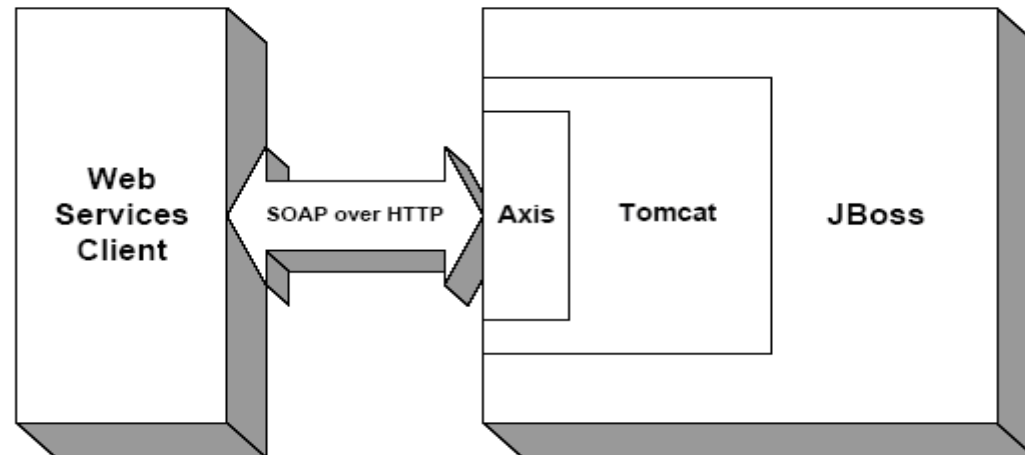 Web
Services
Client
SOAP over HTTP
Axis
Tomcat
JBoss